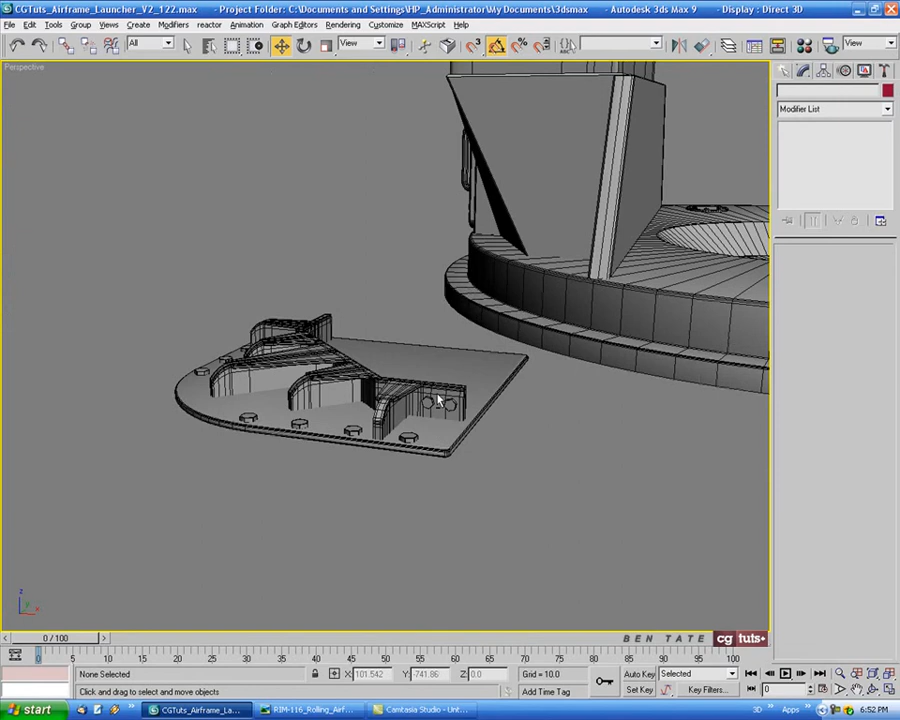 CGTuts_Airframe_Launcher_V2_122.max - Project Folder: C:\Documents and Settings\HP_Administrator\My Documents\3dsmax - Autodesk 3ds Max 9 - Display : Direct 3D
File Edit Tools Group Views Create Modifiers reactor Animation Graph Editors Rendering Customize MAXScript Help
All View View
Perspective
Modifier List
0 / 100
BEN TATE cg tuts+
0 5 10 15 20 25 30 35 40 45 50 55 60 65 70 75 80 85 90 95 100
None Selected X: 101.542 Y: -741.86 Z: 0.0 Grid = 10.0 Auto Key Selected
Click and drag to select and move objects Add Time Tag Set Key Key Filters... 0
start CGTuts_Airframe_La... RIM-116_Rolling_Airf... Camtasia Studio - Unt... 3D Apps 6:52 PM